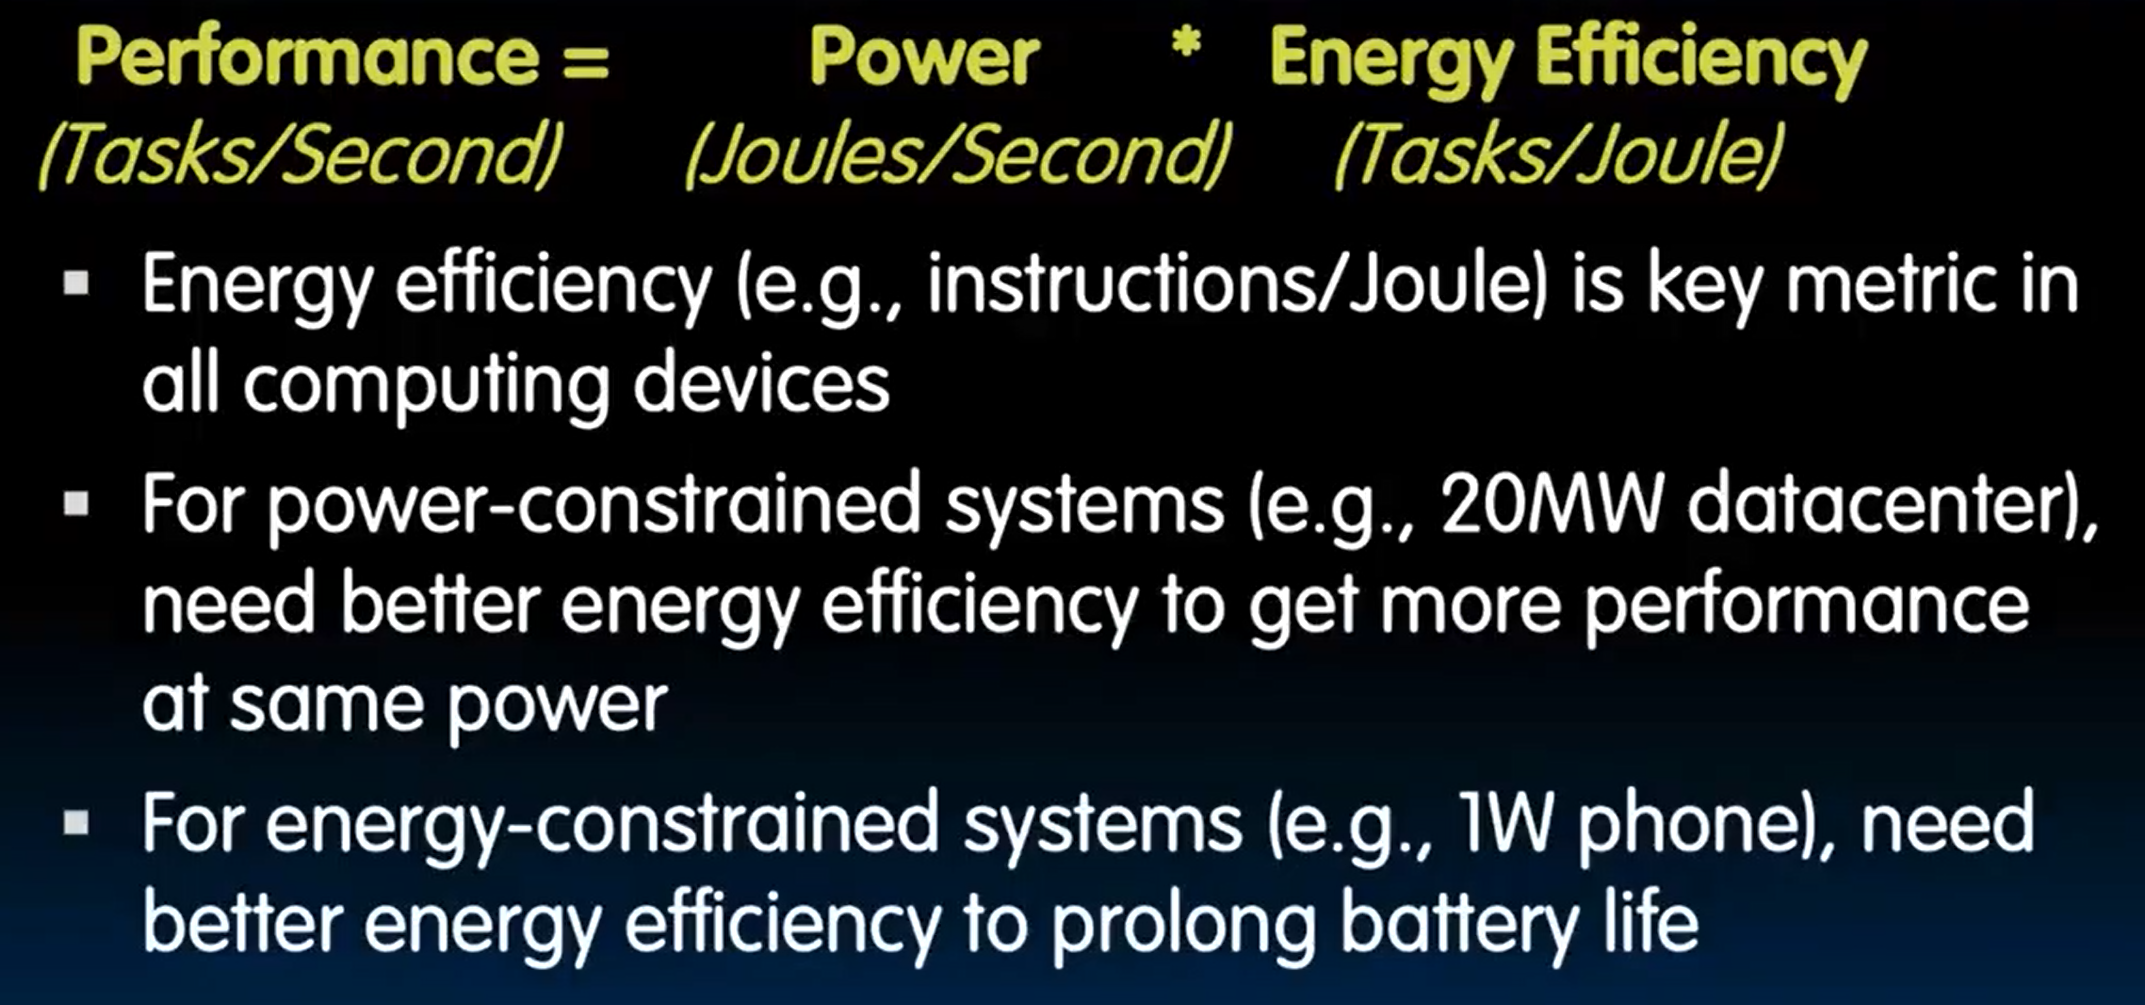 Performance = Power * Energy Efficiency
(Tasks/Second) (Joules/Second) (Tasks/Joule)
▪ Energy efficiency (e.g., instructions/Joule) is key metric in
all computing devices
▪ For power-constrained systems (e.g., 20MW datacenter),
need better energy efficiency to get more performance
at same power
▪ For energy-constrained systems (e.g., 1W phone), need
better energy efficiency to prolong battery life